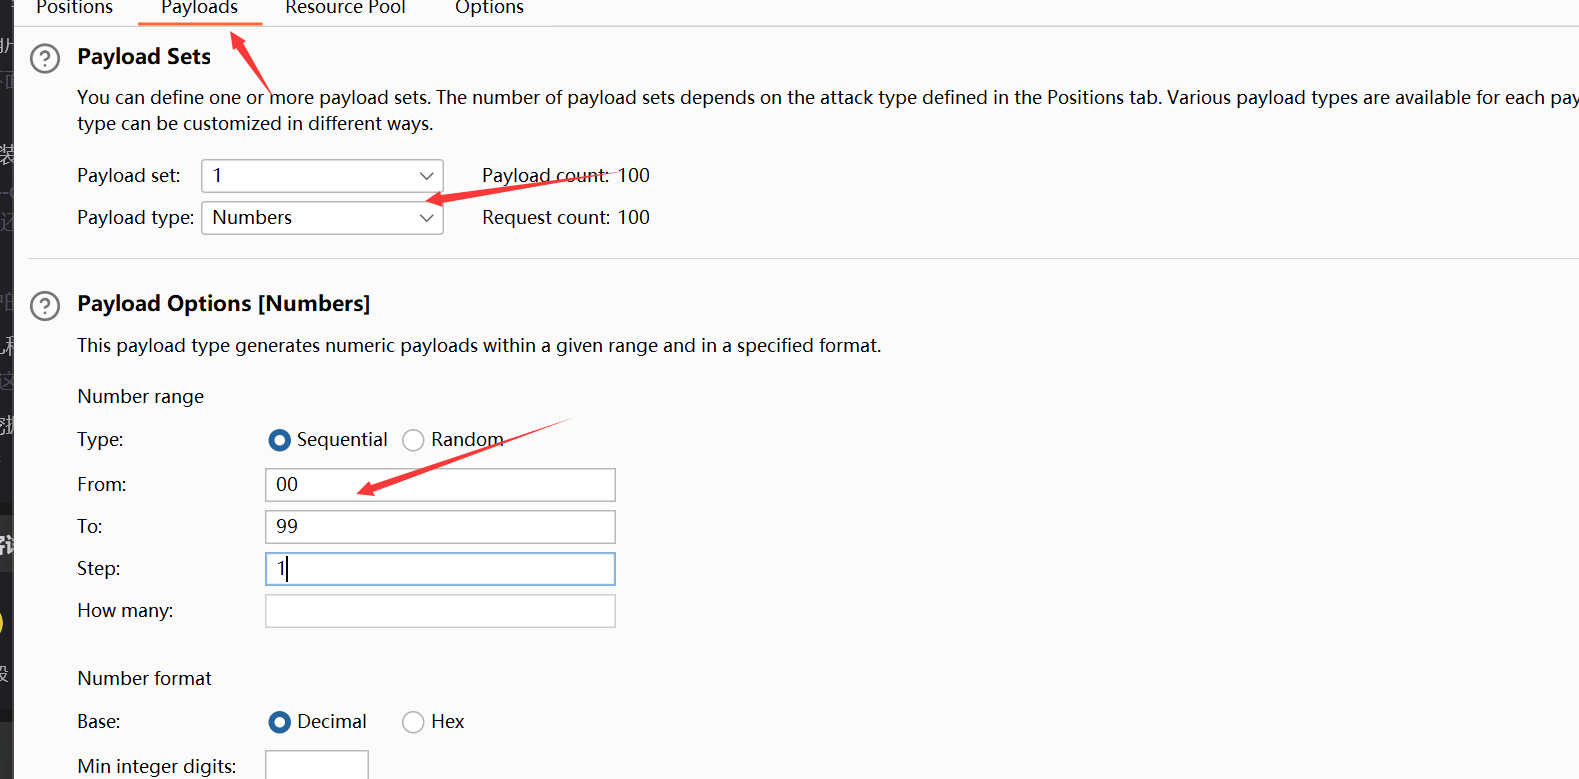 Positions Payloads Resource Pool Options
Payload Sets
You can define one or more payload sets. The number of payload sets depends on the attack type defined in the Positions tab. Various payload types are available for each pay
type can be customized in different ways.
Payload set: 1 Payload count: 100
Payload type: Numbers Request count: 100
Payload Options [Numbers]
This payload type generates numeric payloads within a given range and in a specified format.
Number range
Type: Sequential Random
From: 00
To: 99
Step: 1
How many:
Number format
Base: Decimal Hex
Min integer digits: